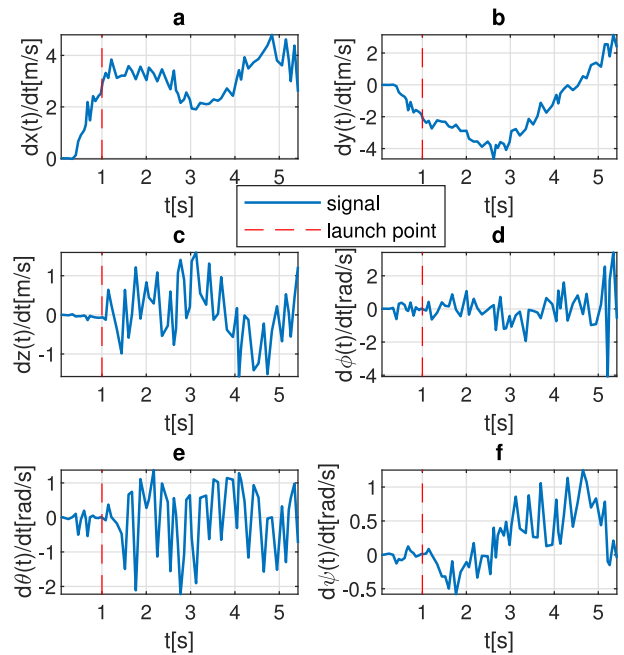 a
dx(t)/dt[m/s]
4
2
0
1 2 3 4 5
t[s]
b
dy(t)/dt[m/s]
2
0
-2
-4
1 2 3 4 5
t[s]
signal
launch point
c
dz(t)/dt[m/s]
1
0
-1
1 2 3 4 5
t[s]
d
dϕ(t)/dt[rad/s]
2
0
-2
-4
1 2 3 4 5
t[s]
e
dθ(t)/dt[rad/s]
1
0
-1
-2
1 2 3 4 5
t[s]
f
dψ(t)/dt[rad/s]
1
0.5
0
-0.5
1 2 3 4 5
t[s]